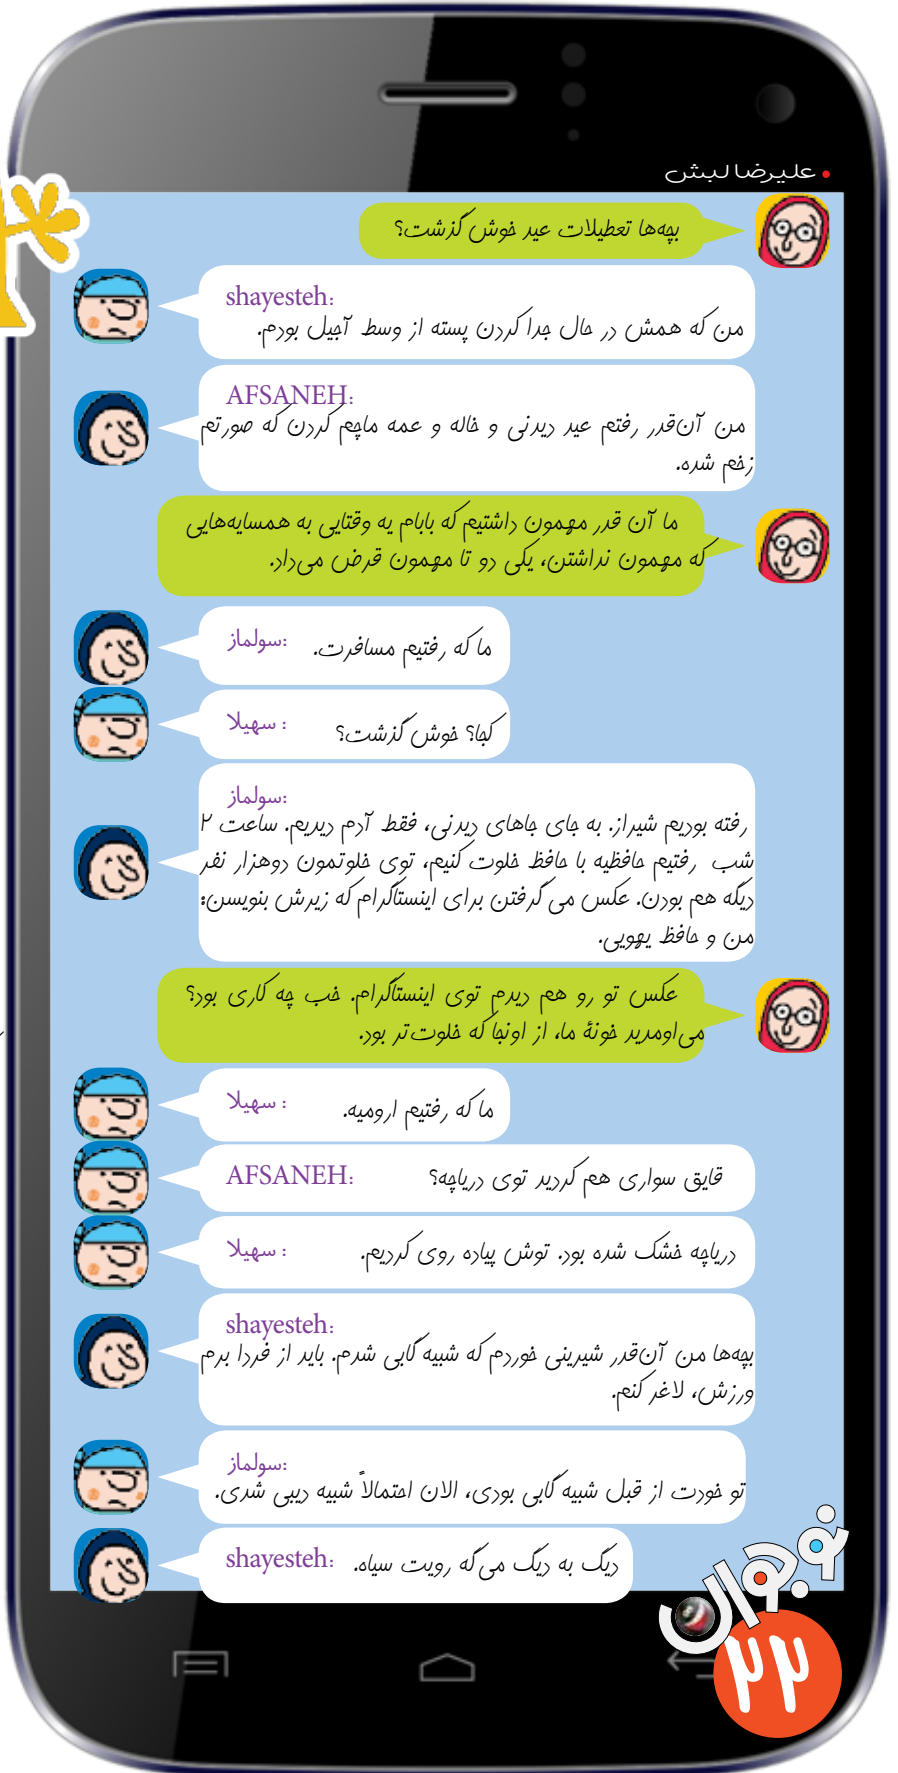 علیرضا لبش
بچه‌ها تعطیلات عید خوش گذشت؟
shayesteh:
من که همش در حال جدا کردن پسته از وسط آجیل بودم.
AFSANEH:
من آن‌قدر رفتم عید دیدنی و خاله و عمه ماچم کردن که صورتم
زخم شده.
ما آن قدر مهمون داشتیم که بابام یه وقتایی به همسایه‌هایی
که مهمون نداشتن، یکی دو تا مهمون قرض می‌داد.
سولماز: ما که رفتیم مسافرت.
سهیلا : کجا؟ خوش گذشت؟
سولماز:
رفته بودیم شیراز. به جای جاهای دیدنی، فقط آدم دیدیم. ساعت ۲
شب رفتیم حافظیه با حافظ خلوت کنیم، توی خلوتمون دوهزار نفر
دیگه هم بودن. عکس می گرفتن برای اینستاگرام که زیرش بنویسن:
من و حافظ یهویی.
عکس تو رو هم دیدم توی اینستاگرام. خب چه کاری بود؟
می‌اومدید خونهٔ ما، از اونجا که خلوت‌تر بود.
سهیلا : ما که رفتیم ارومیه.
AFSANEH: قایق سواری هم کردید توی دریاچه؟
سهیلا : دریاچه خشک شده بود. توش پیاده روی کردیم.
shayesteh:
بچه‌ها من آن‌قدر شیرینی خوردم که شبیه گابی شدم. باید از فردا برم
ورزش، لاغر کنم.
سولماز:
تو خودت از قبل شبیه گابی بودی، الان احتمالاً شبیه دیبی شدی.
shayesteh: دیگ به دیگ می‌گه رویت سیاه.
نوجوان
۲۲